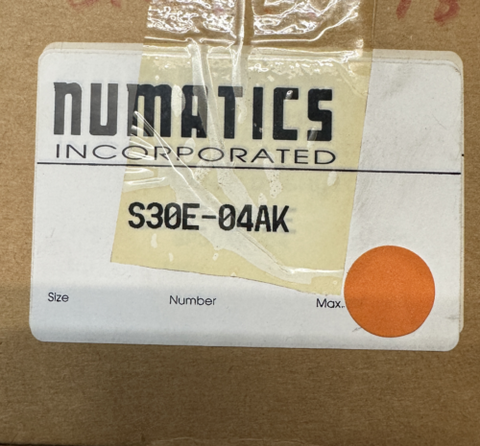 NUMATICS
INCORPORATED
S30E-04AK
Size Number Max.